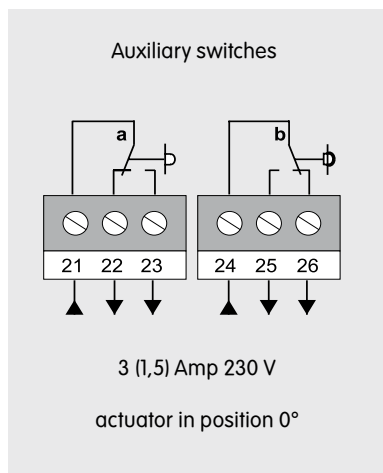 Auxiliary switches
a b
21 22 23 24 25 26
3 (1,5) Amp 230 V
actuator in position 0°